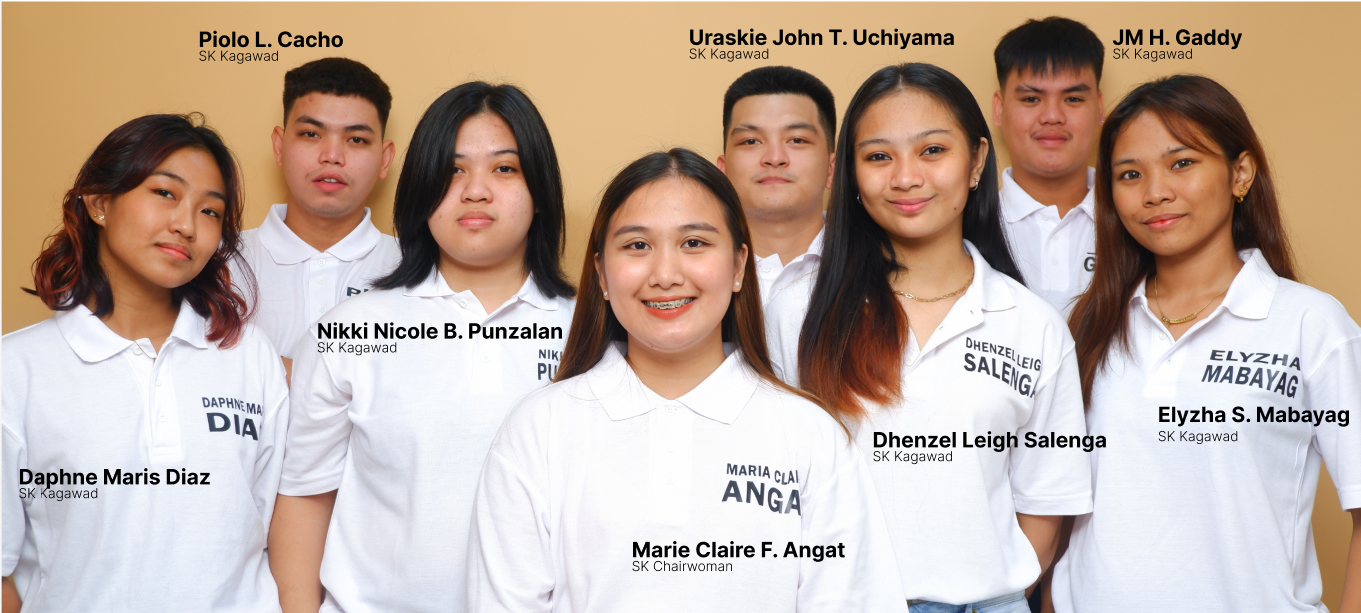 Piolo L. Cacho
SK Kagawad
Uraskie John T. Uchiyama
SK Kagawad
JM H. Gaddy
SK Kagawad
Nikki Nicole B. Punzalan
SK Kagawad
DHENZEL LEIG
SALENGA
ELYZHA
MABAYAG
Elyzha S. Mabayag
SK Kagawad
DAPHNE MA
DIA
Dhenzel Leigh Salenga
SK Kagawad
Daphne Maris Diaz
SK Kagawad
MARIA CLAI
ANGA
Marie Claire F. Angat
SK Chairwoman